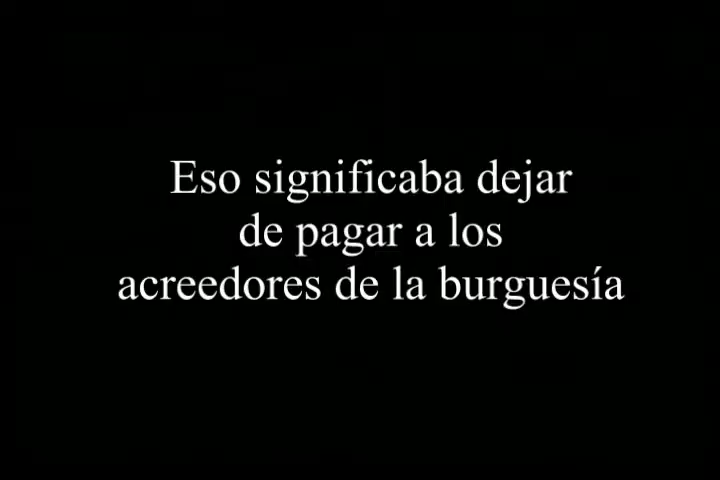 Eso significaba dejar
de pagar a los
acreedores de la burguesía